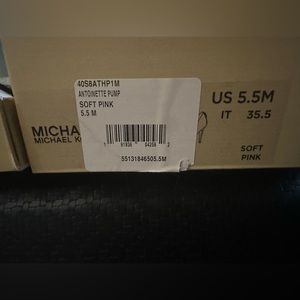 40S8ATHP1M
ANTOINETTE PUMP
SOFT PINK
5.5 M
55131846505.5M
US 5.5M
IT 35.5
MICHA
MICHAEL K
SOFT
PINK